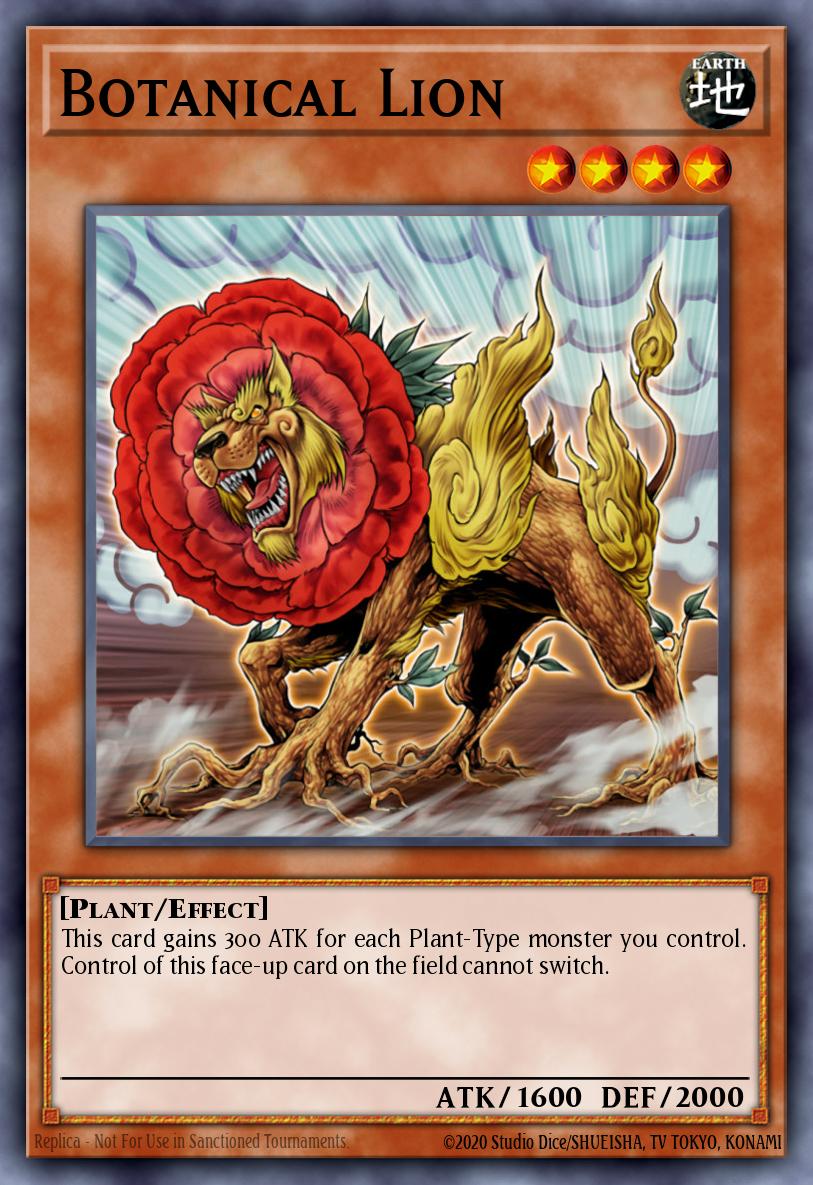 Botanical Lion
EARTH
地
[Plant/Effect]
This card gains 300 ATK for each Plant-Type monster you control.
Control of this face-up card on the field cannot switch.
ATK/1600 DEF/2000
Replica - Not For Use in Sanctioned Tournaments.
©2020 Studio Dice/SHUEISHA, TV TOKYO, KONAMI